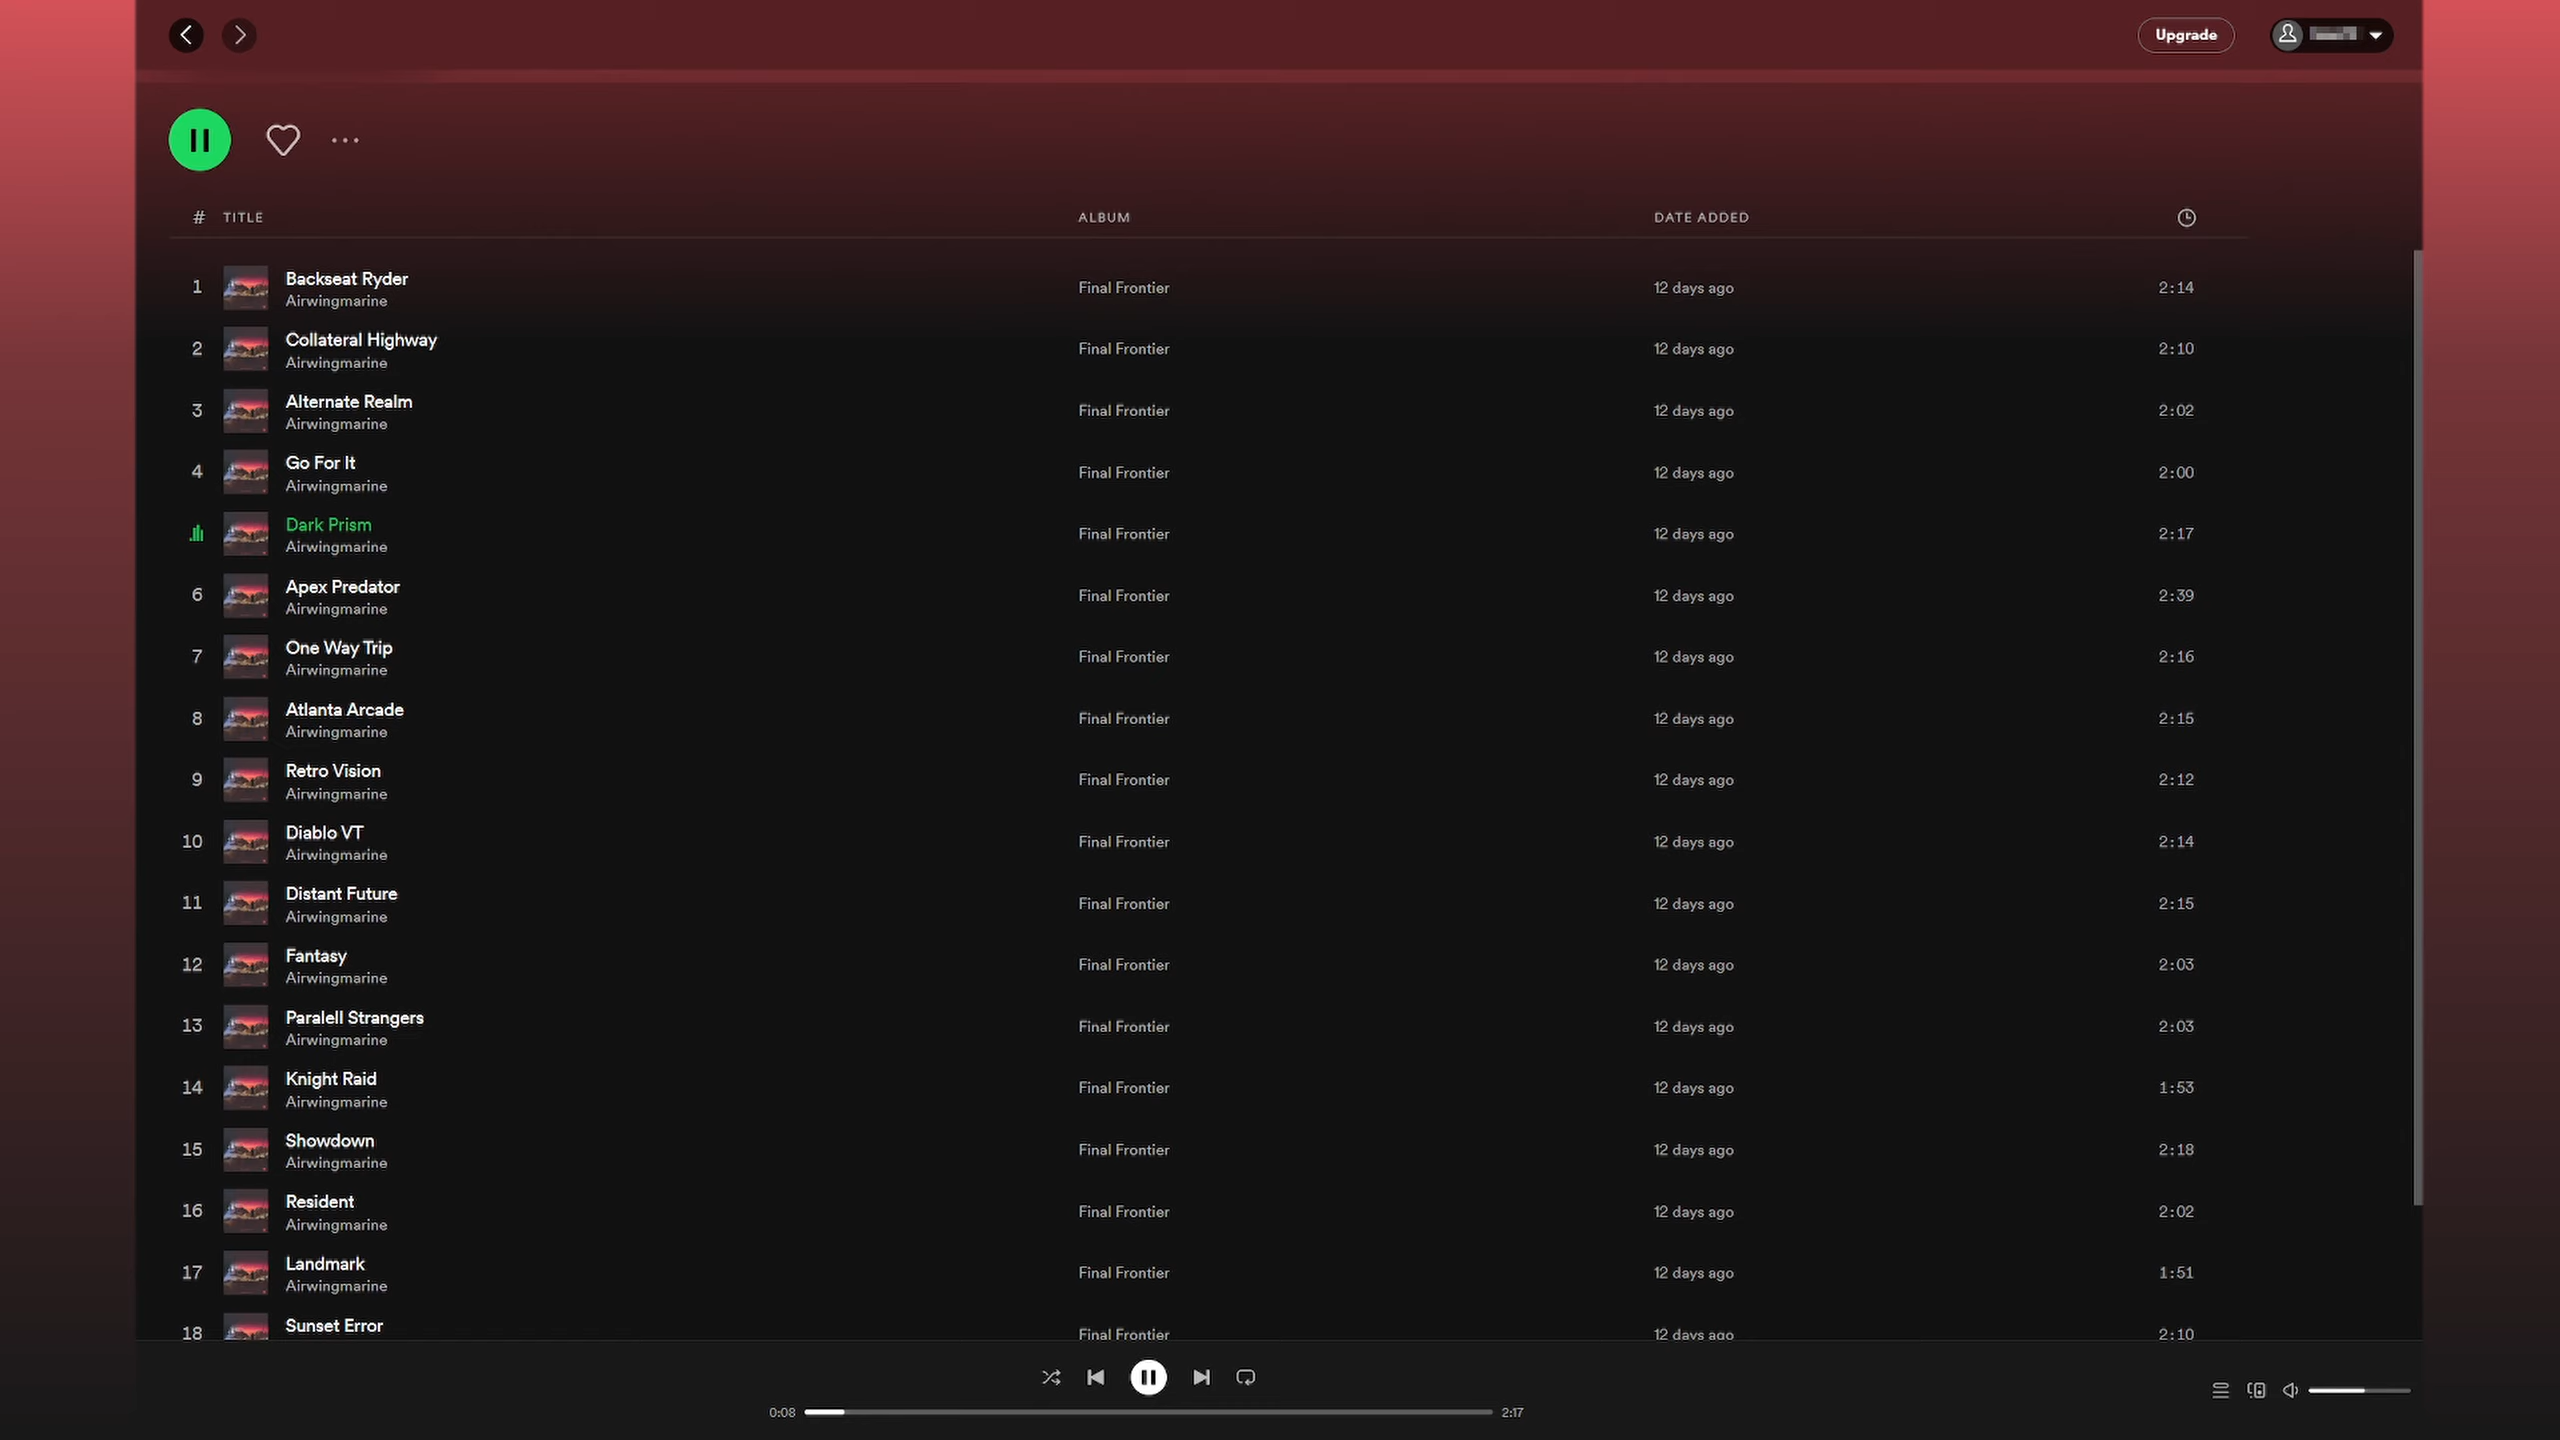 Upgrade
# TITLE ALBUM DATE ADDED
1 Backseat Ryder Final Frontier 12 days ago 2:14
Airwingmarine
2 Collateral Highway Final Frontier 12 days ago 2:10
Airwingmarine
3 Alternate Realm Final Frontier 12 days ago 2:02
Airwingmarine
4 Go For It Final Frontier 12 days ago 2:00
Airwingmarine
Dark Prism Final Frontier 12 days ago 2:17
Airwingmarine
6 Apex Predator Final Frontier 12 days ago 2:39
Airwingmarine
7 One Way Trip Final Frontier 12 days ago 2:16
Airwingmarine
8 Atlanta Arcade Final Frontier 12 days ago 2:15
Airwingmarine
9 Retro Vision Final Frontier 12 days ago 2:12
Airwingmarine
10 Diablo VT Final Frontier 12 days ago 2:14
Airwingmarine
11 Distant Future Final Frontier 12 days ago 2:15
Airwingmarine
12 Fantasy Final Frontier 12 days ago 2:03
Airwingmarine
13 Paralell Strangers Final Frontier 12 days ago 2:03
Airwingmarine
14 Knight Raid Final Frontier 12 days ago 1:53
Airwingmarine
15 Showdown Final Frontier 12 days ago 2:18
Airwingmarine
16 Resident Final Frontier 12 days ago 2:02
Airwingmarine
17 Landmark Final Frontier 12 days ago 1:51
Airwingmarine
18 Sunset Error Final Frontier 12 days ago 2:10
0:08 2:17